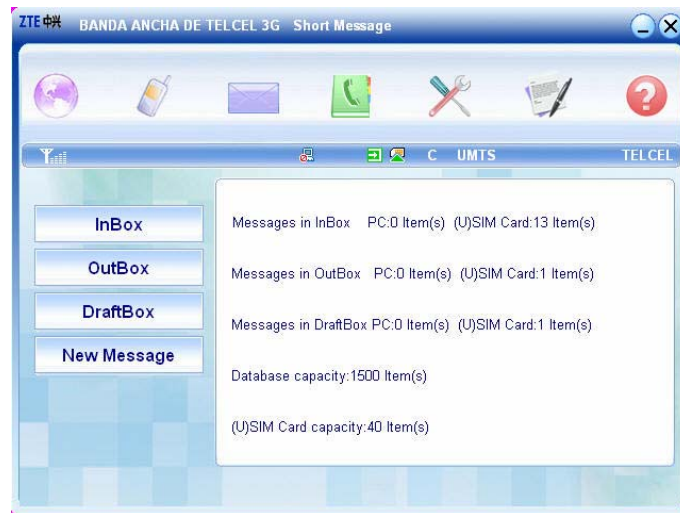 ZTE中兴 BANDA ANCHA DE TELCEL 3G Short Message
C UMTS TELCEL
InBox
OutBox
DraftBox
New Message
Messages in InBox PC:0 Item(s) (U)SIM Card:13 Item(s)
Messages in OutBox PC:0 Item(s) (U)SIM Card:1 Item(s)
Messages in DraftBox PC:0 Item(s) (U)SIM Card:1 Item(s)
Database capacity:1500 Item(s)
(U)SIM Card capacity:40 Item(s)